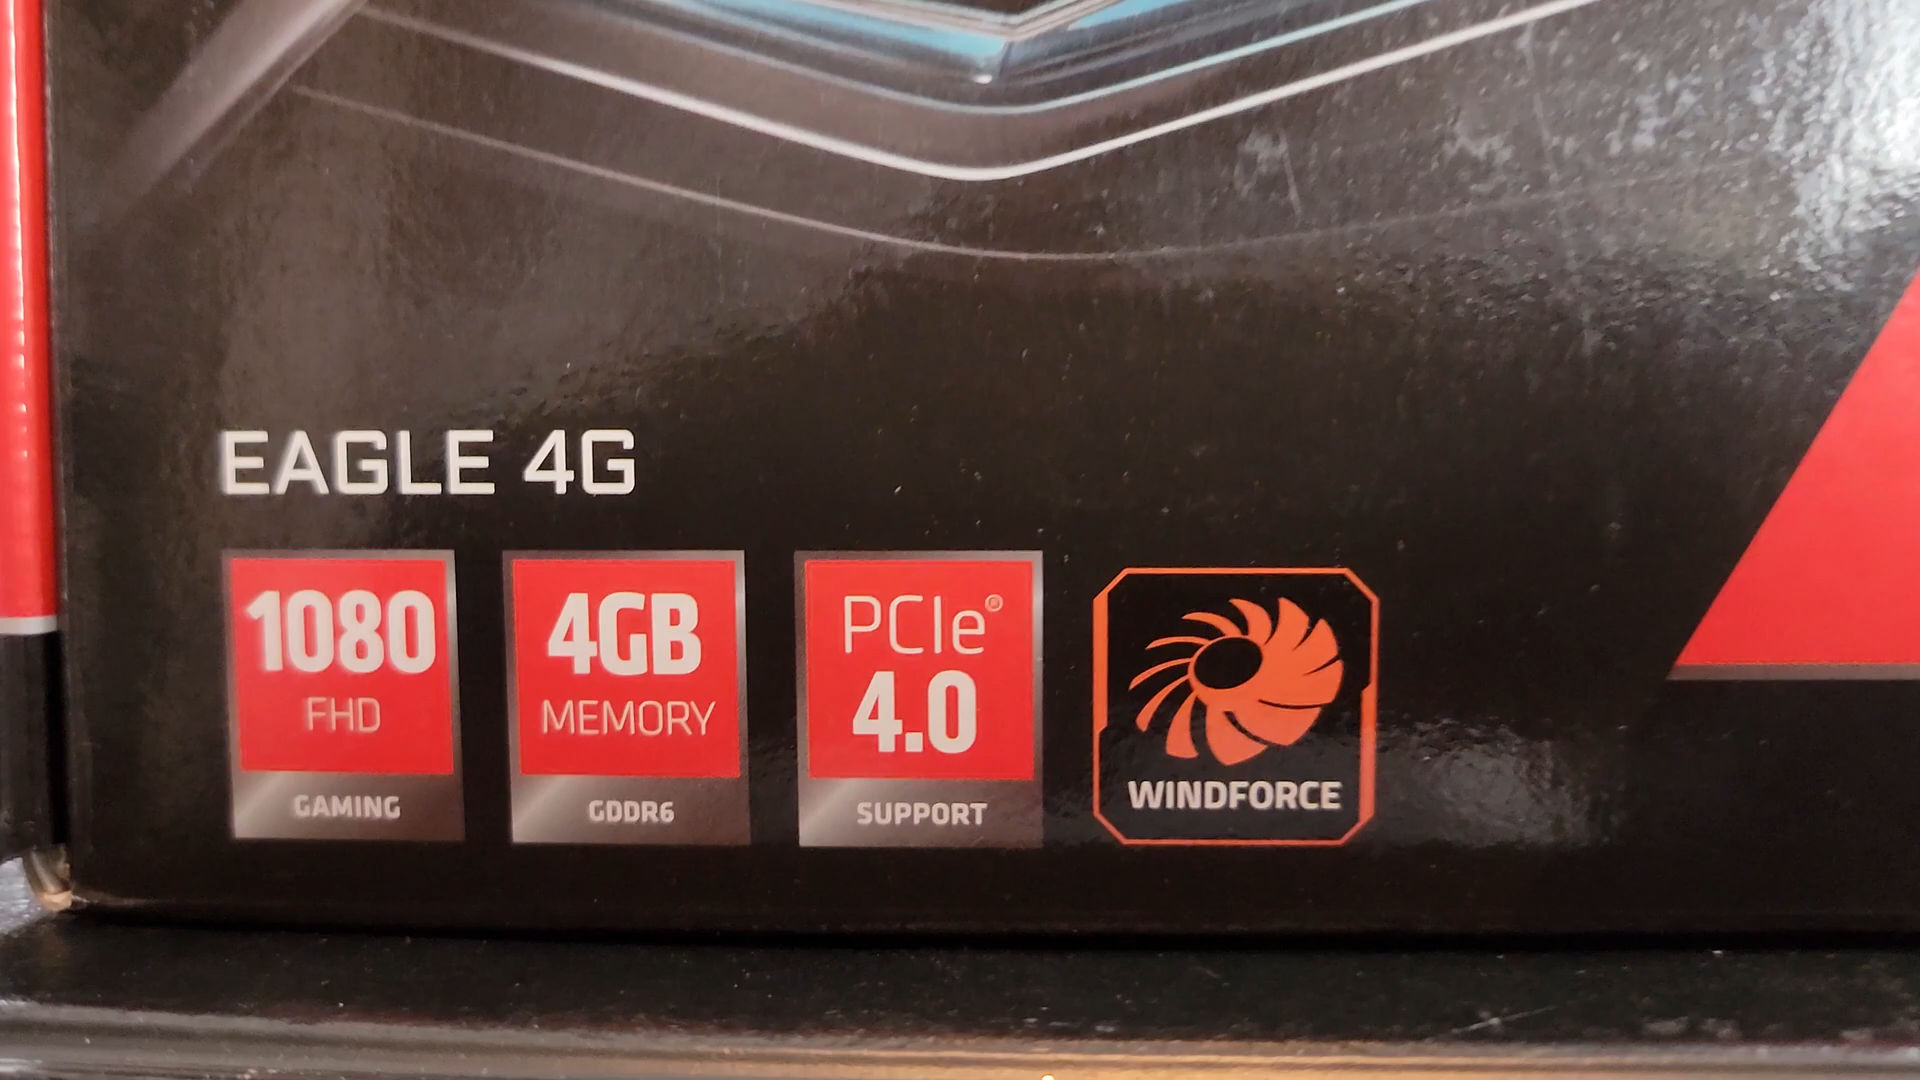 EAGLE 4G
1080
FHD
GAMING
4GB
MEMORY
GDDR6
PCIe®
4.0
SUPPORT
WINDFORCE